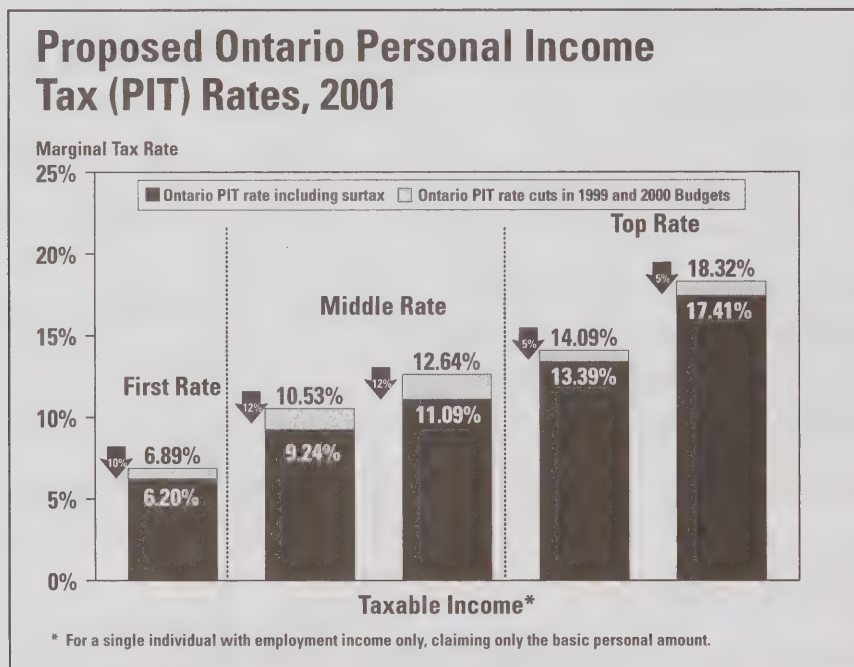 Proposed Ontario Personal Income
Tax (PIT) Rates, 2001
Marginal Tax Rate
25%
Ontario PIT rate including surtax Ontario PIT rate cuts in 1999 and 2000 Budgets
Top Rate
20%
5% 18.32%
17.41%
Middle Rate
15%
5% 14.09%
13.39%
12% 12.64%
11.09%
First Rate
12% 10.53%
9.24%
10%
10% 6.89%
6.20%
5%
0%
Taxable Income*
* For a single individual with employment income only, claiming only the basic personal amount.